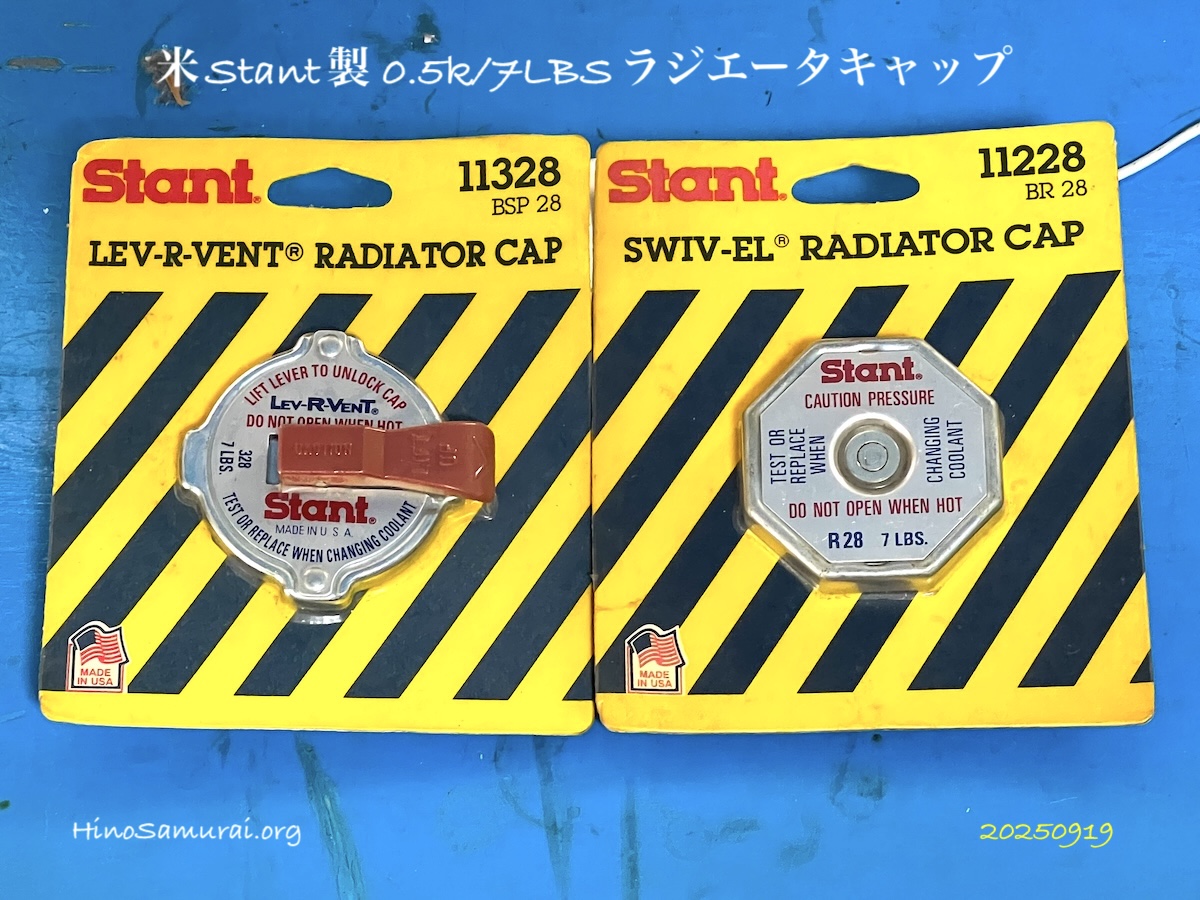 米Stant製 0.5k/7LBSラジエータキャップ
Stant®
11328
BSP 28
LEV-R-VENT® RADIATOR CAP
LIFT LEVER TO UNLOCK CAP
LEV-R-VENT®
DO NOT OPEN WHEN HOT
328
7 LBS.
Stant®
MADE IN U S A
TEST OR REPLACE WHEN CHANGING COOLANT
MADE
IN USA
Stant®
11228
BR 28
SWIV-EL® RADIATOR CAP
Stant®
CAUTION PRESSURE
TEST OR
REPLACE
WHEN
CHANGING
COOLANT
DO NOT OPEN WHEN HOT
R28 7 LBS.
MADE
IN USA
HinoSamurai.org
20250919